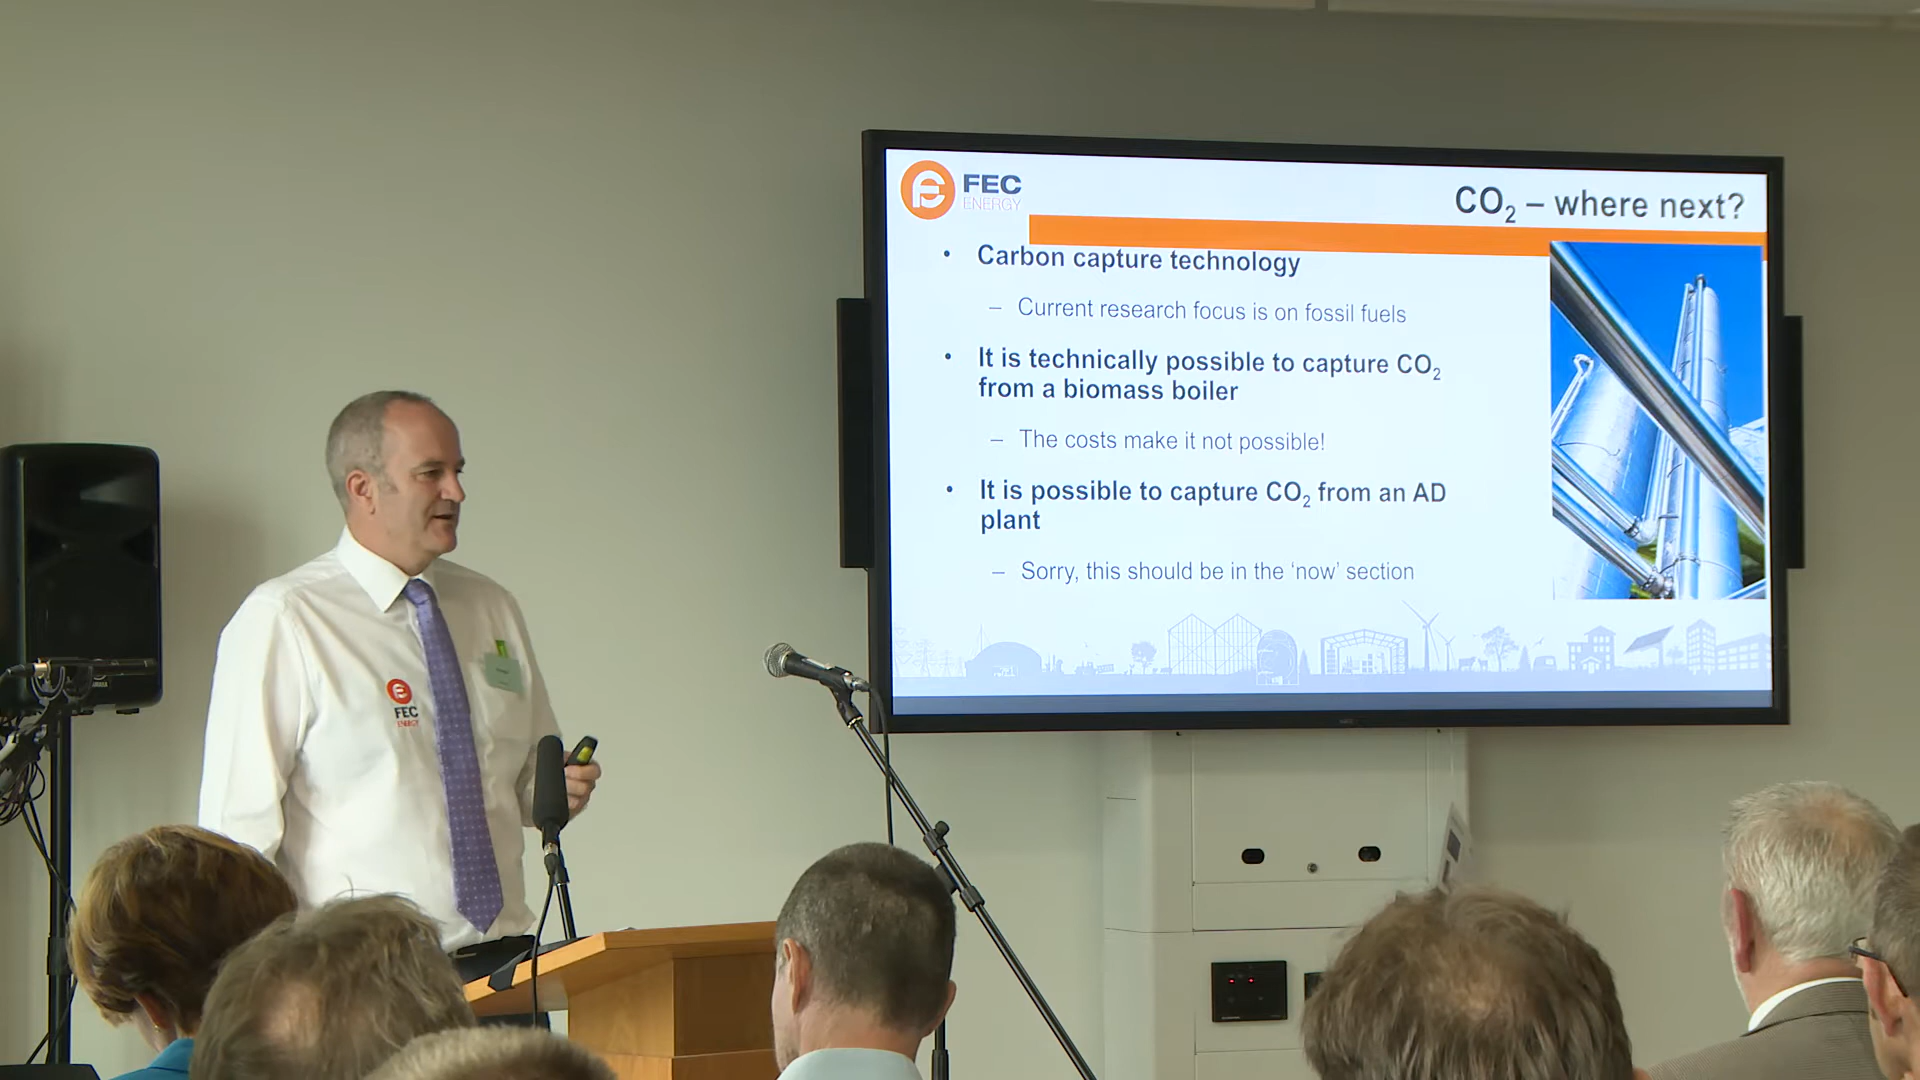 FEC
ENERGY
CO₂ – where next?
• Carbon capture technology
– Current research focus is on fossil fuels
• It is technically possible to capture CO₂
from a biomass boiler
– The costs make it not possible!
• It is possible to capture CO₂ from an AD
plant
– Sorry, this should be in the ‘now’ section
FEC
ENERGY